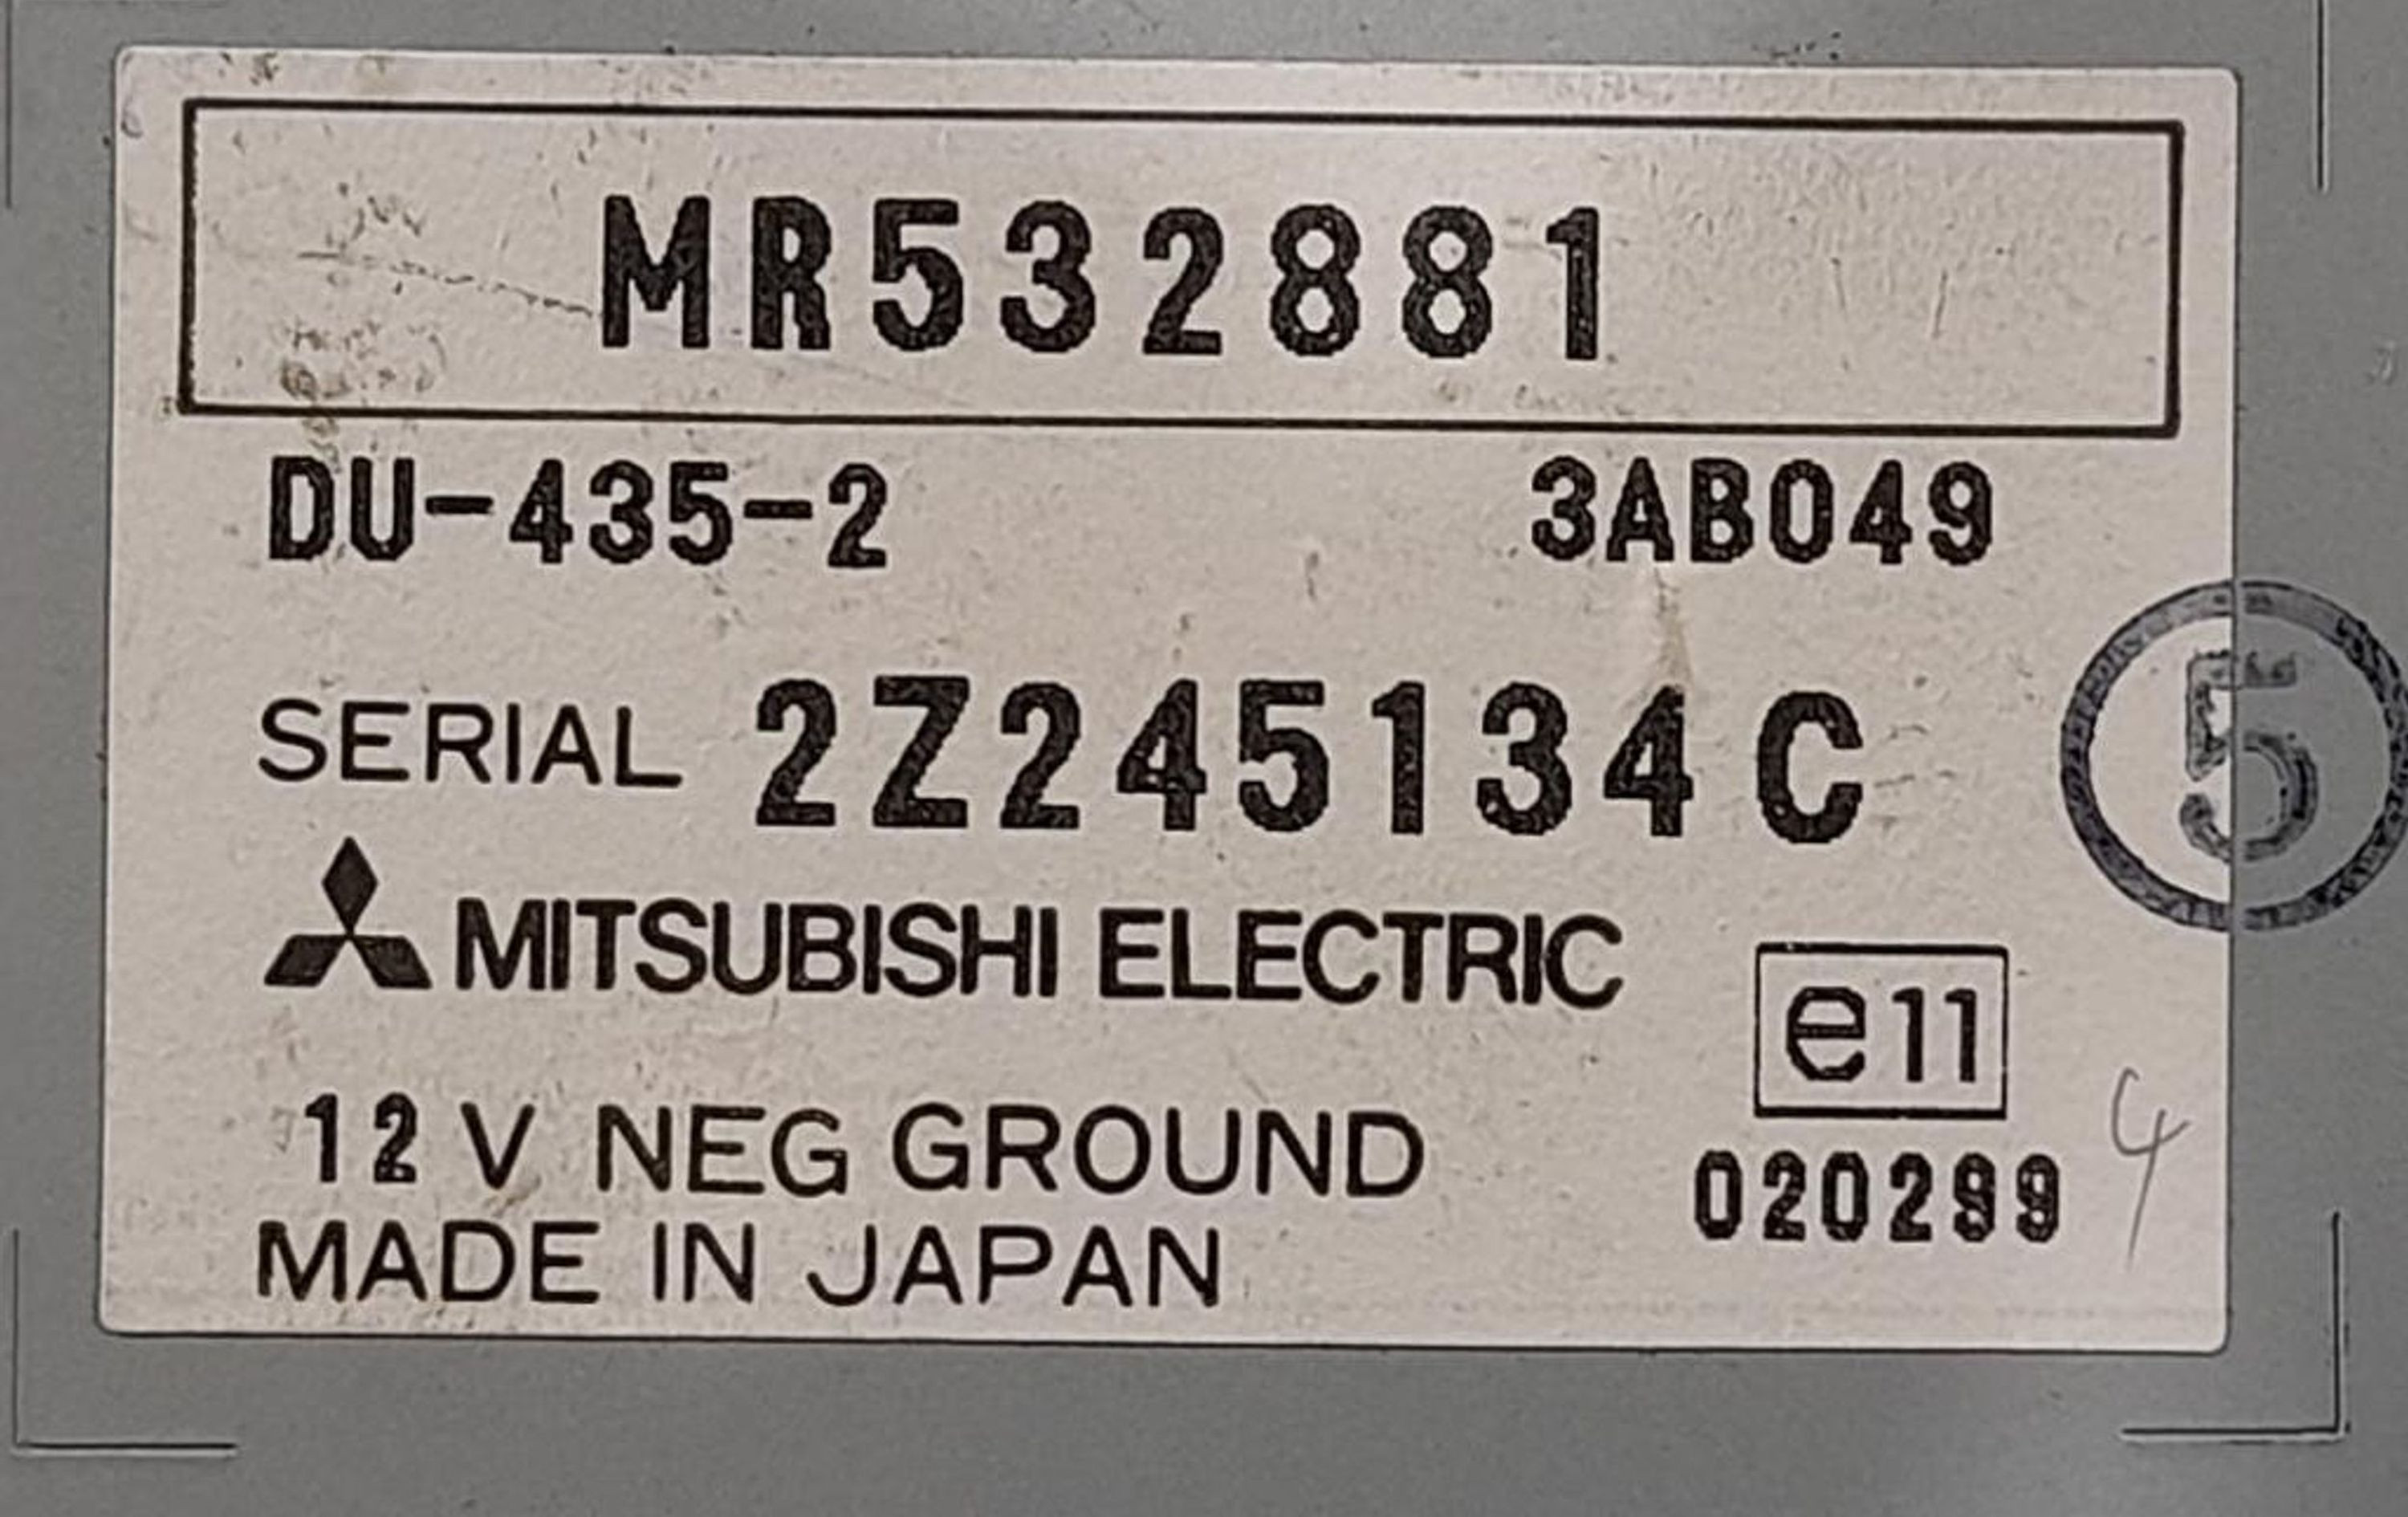 MR532881
DU-435-2 3AB049
SERIAL 2Z245134C
5
MITSUBISHI ELECTRIC
e11
12 V NEG GROUND
020299
4
MADE IN JAPAN